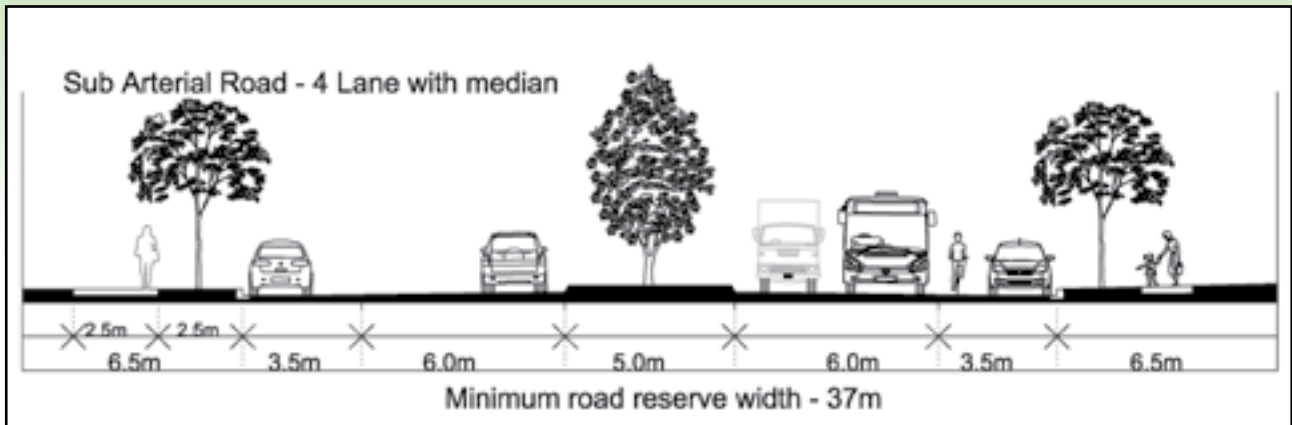 Sub Arterial Road - 4 Lane with median
2.5m 2.5m
6.5m 3.5m 6.0m 5.0m 6.0m 3.5m 6.5m
Minimum road reserve width - 37m